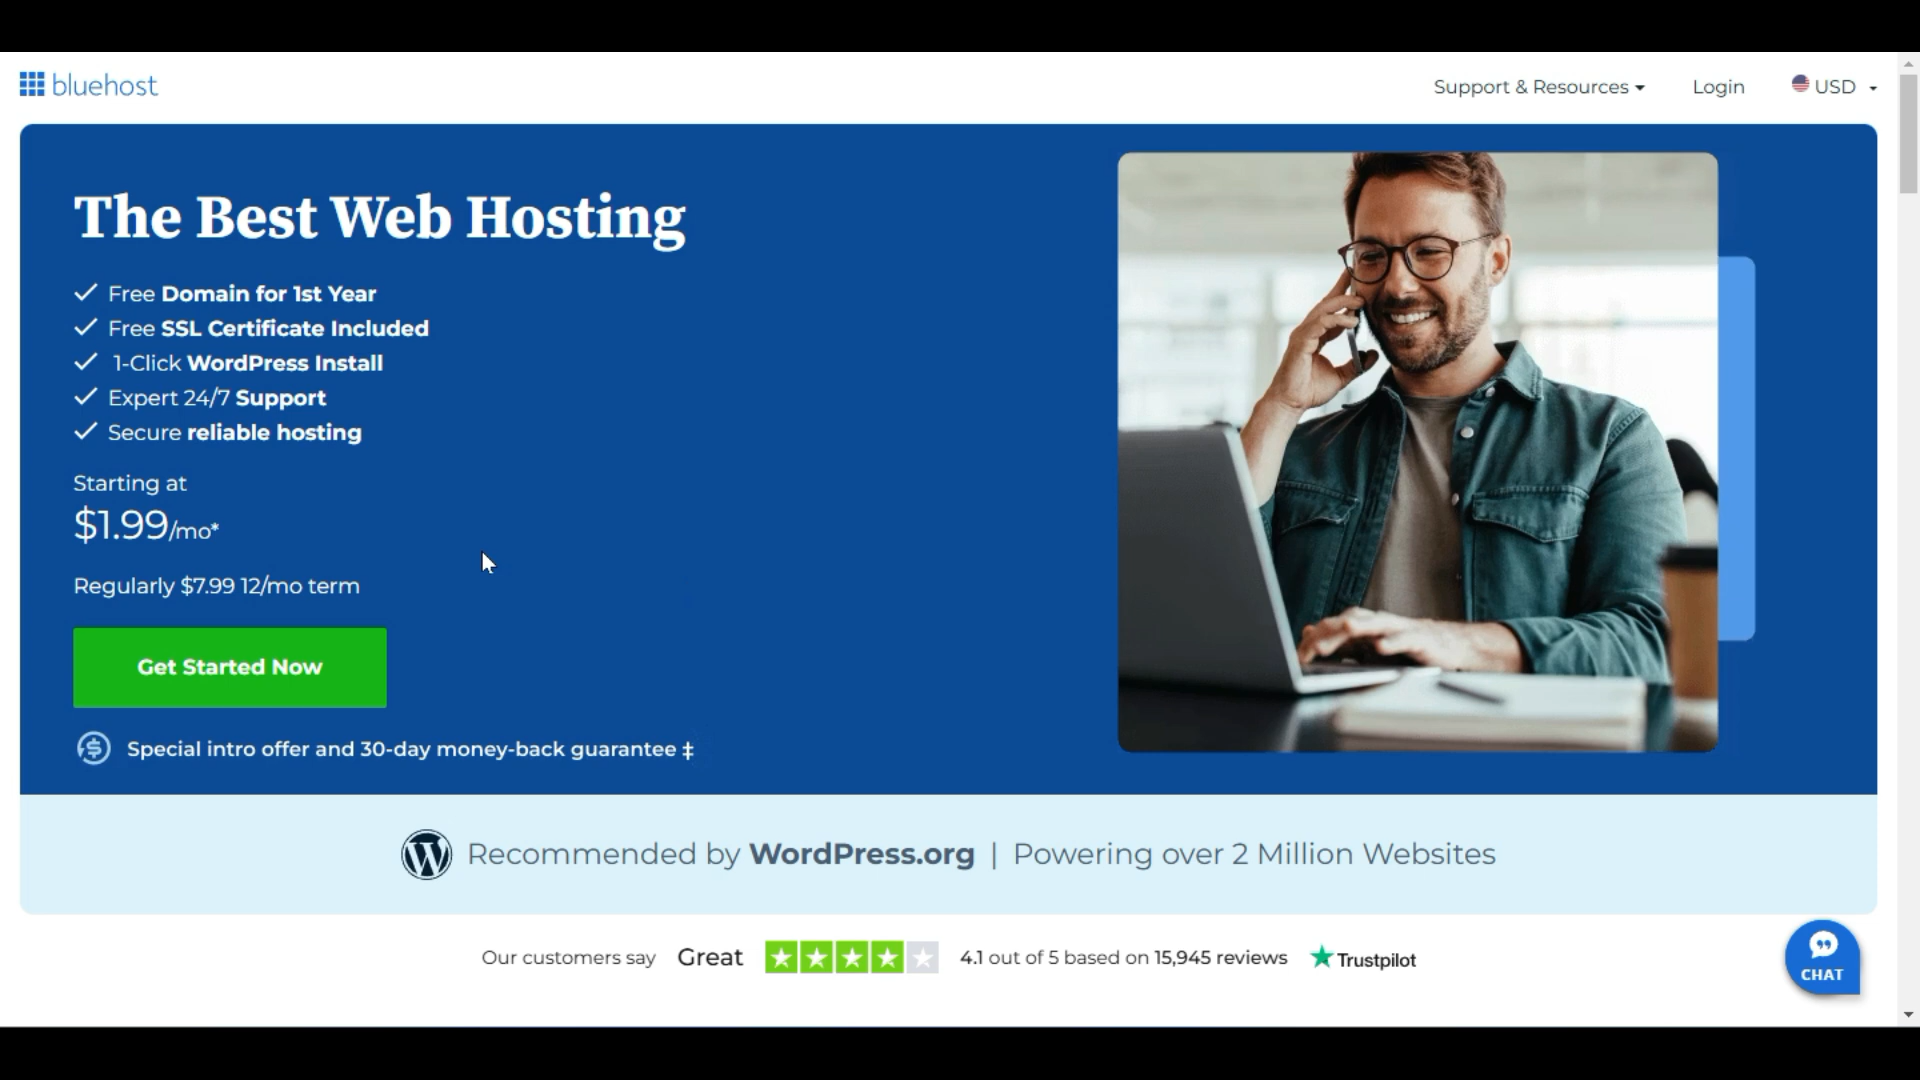 bluehost
Support & Resources
Login
USD
The Best Web Hosting
Free Domain for 1st Year
Free SSL Certificate Included
1-Click WordPress Install
Expert 24/7 Support
Secure reliable hosting
Starting at
$1.99/mo*
Regularly $7.99 12/mo term
Get Started Now
Special intro offer and 30-day money-back guarantee ‡
Recommended by WordPress.org | Powering over 2 Million Websites
Our customers say Great 4.1 out of 5 based on 15,945 reviews Trustpilot
CHAT